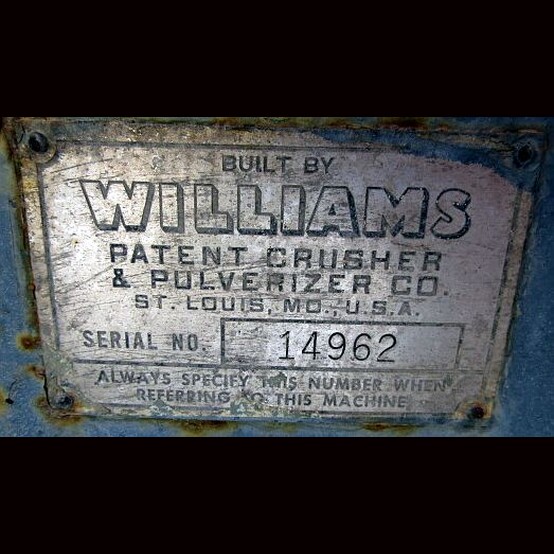 BUILT BY
WILLIAMS
PATENT CRUSHER
& PULVERIZER CO.
ST. LOUIS, MO., U.S.A.
SERIAL NO. 14962
ALWAYS SPECIFY THIS NUMBER WHEN
REFERRING TO THIS MACHINE